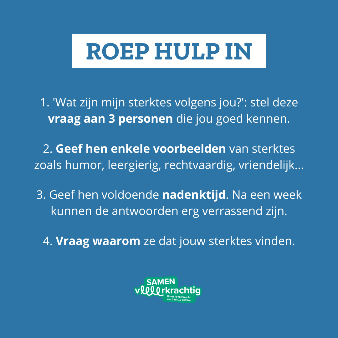 ROEP HULP IN
1. 'Wat zijn mijn sterktes volgens jou?': stel deze
vraag aan 3 personen die jou goed kennen.
2. Geef hen enkele voorbeelden van sterktes
zoals humor, leergierig, rechtvaardig, vriendelijk...
3. Geef hen voldoende nadenktijd. Na een week
kunnen de antwoorden erg verrassend zijn.
4. Vraag waarom ze dat jouw sterktes vinden.
SAMEN
veeerkrachtig